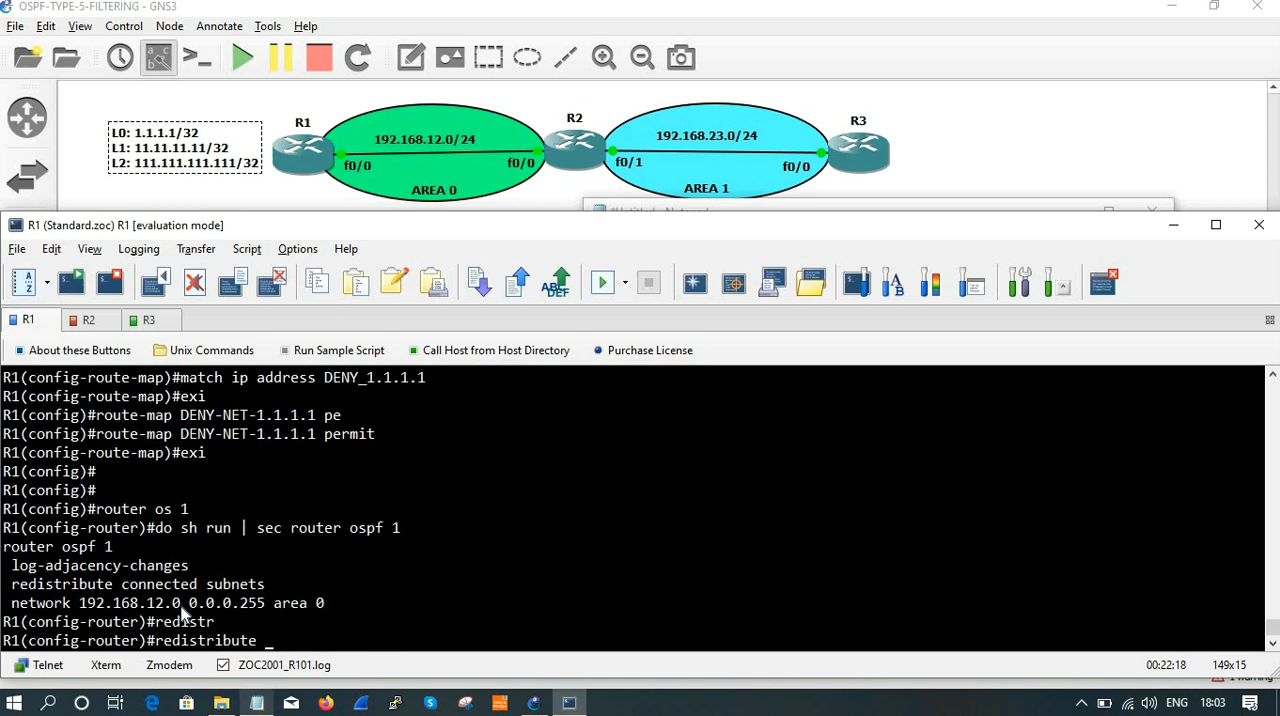 OSPF-TYPE-5-FILTERING - GNS3
File Edit View Control Node Annotate Tools Help
R1
R2
R3
L0: 1.1.1.1/32
L1: 11.11.11.11/32
L2: 111.111.111.111/32
192.168.12.0/24
192.168.23.0/24
f0/0
f0/0
f0/1
f0/0
AREA 0
AREA 1
R1 (Standard.zoc) R1 [evaluation mode]
File Edit View Logging Transfer Script Options Help
R1 R2 R3
About these Buttons Unix Commands Run Sample Script Call Host from Host Directory Purchase License
R1(config-route-map)#match ip address DENY_1.1.1.1
R1(config-route-map)#exi
R1(config)#route-map DENY-NET-1.1.1.1 pe
R1(config)#route-map DENY-NET-1.1.1.1 permit
R1(config-route-map)#exi
R1(config)#
R1(config)#
R1(config)#router os 1
R1(config-router)#do sh run | sec router ospf 1
router ospf 1
log-adjacency-changes
redistribute connected subnets
network 192.168.12.0 0.0.0.255 area 0
R1(config-router)#redistr
R1(config-router)#redistribute _
Telnet Xterm Zmodem ZOC2001_R101.log 00:22:18 149x15
1 warning
ENG 18:03